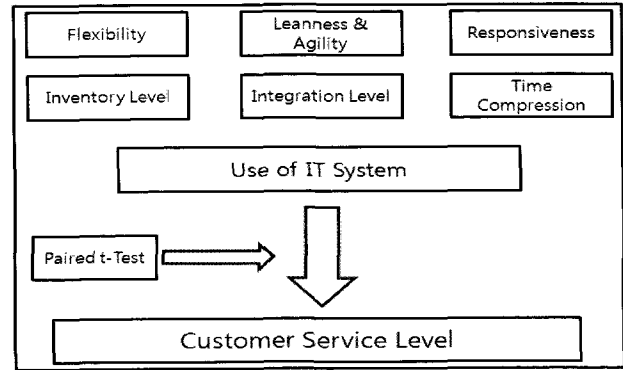 Flexibility
Leanness &
Agility
Responsiveness
Inventory Level
Integration Level
Time
Compression
Use of IT System
Paired t-Test
Customer Service Level